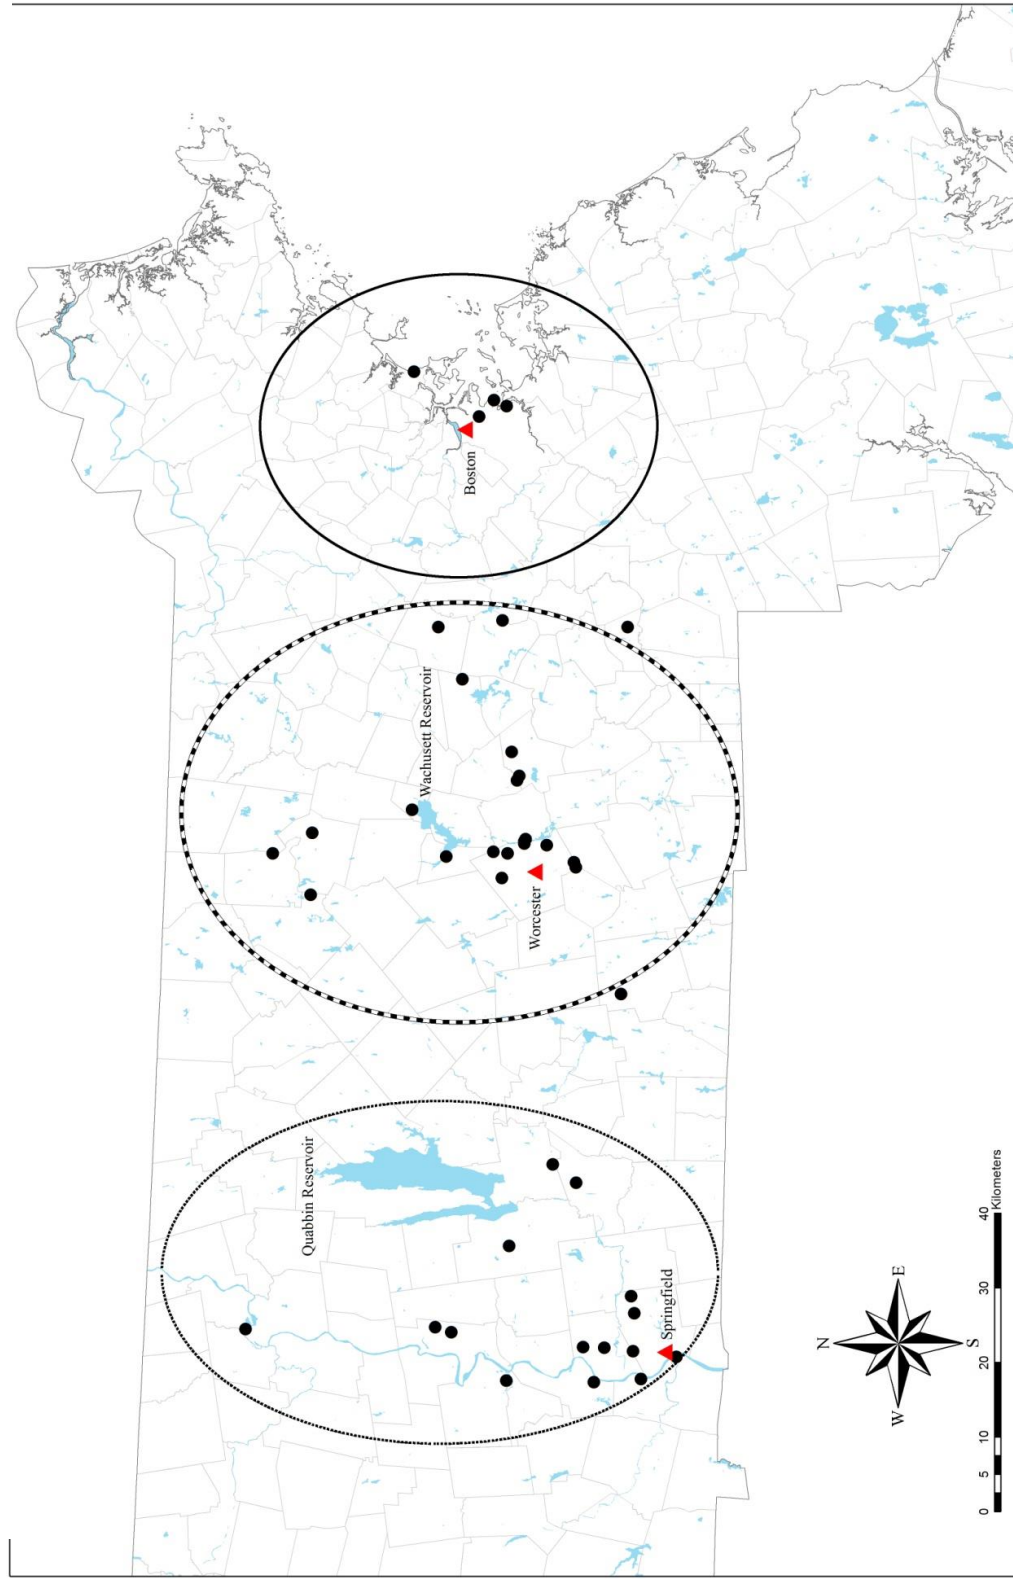 Quabbin Reservoir
Wachusett Reservoir
Boston
Worcester
Springfield
N
W
E
S
0 5 10 20 30 40
Kilometers